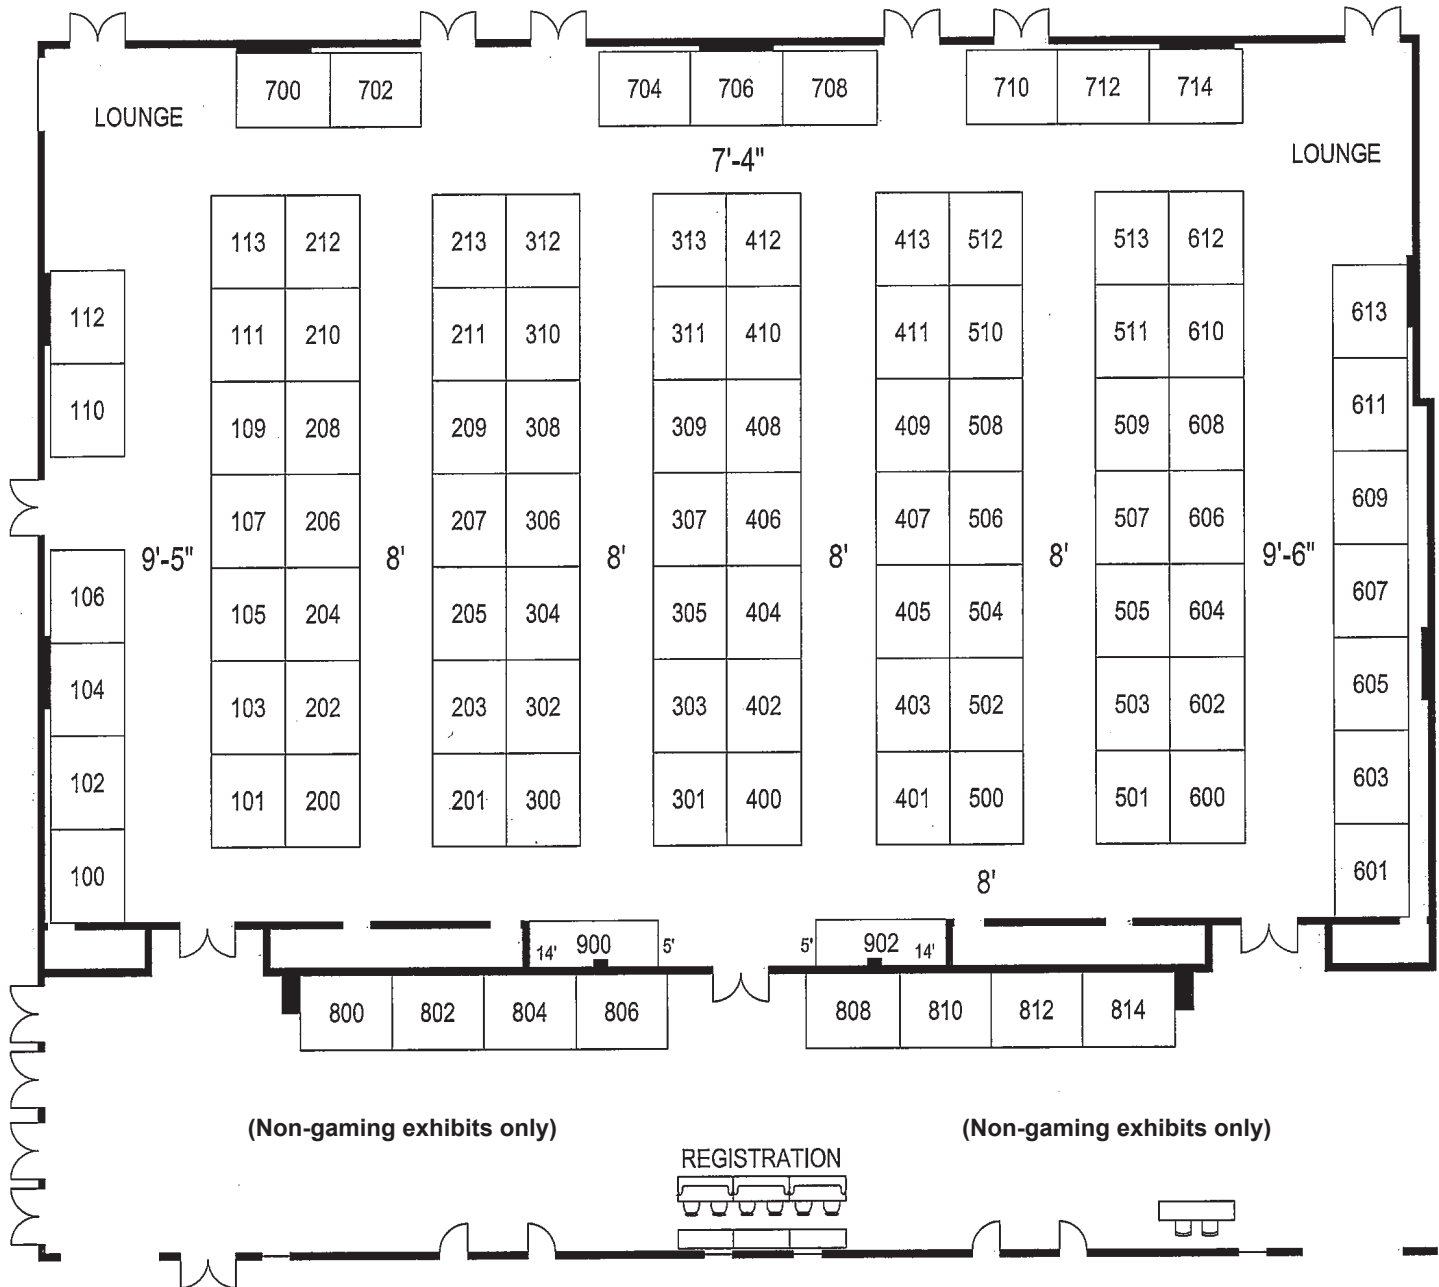 700 702 704 706 708 710 712 714
LOUNGE
LOUNGE
7'-4"
113 212 213 312 313 412 413 512 513 612
112 111 210 211 310 311 410 411 510 511 610 613
110 109 208 209 308 309 408 409 508 509 608 611
107 206 207 306 307 406 407 506 507 606 609
9'-5" 8' 8' 8' 8' 9'-6"
106 105 204 205 304 305 404 405 504 505 604 607
104 103 202 203 302 303 402 403 502 503 602 605
102 101 200 201 300 301 400 401 500 501 600 603
100 8' 601
14' 900 5' 5' 902 14'
800 802 804 806 808 810 812 814
(Non-gaming exhibits only) (Non-gaming exhibits only)
REGISTRATION